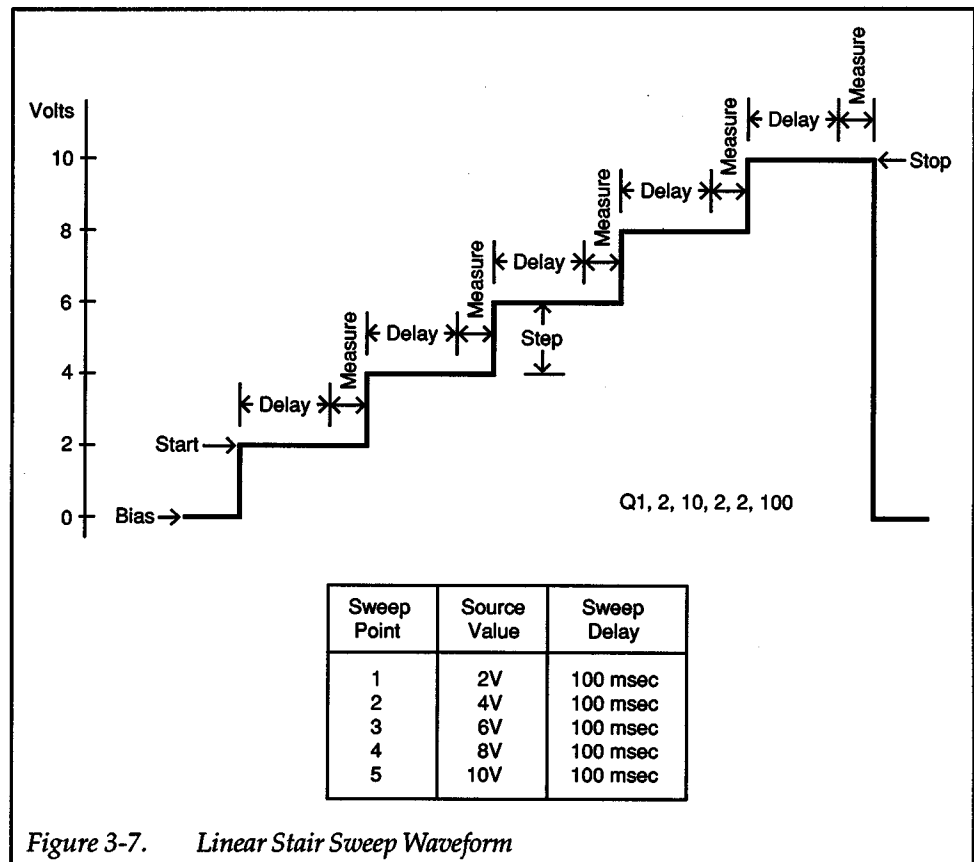 Volts
10
8
6
4
2
0
Bias
Start
Delay
Measure
Delay
Measure
Delay
Measure
Step
Delay
Measure
Delay
Measure
Stop
Q1, 2, 10, 2, 2, 100
Sweep Point Source Value Sweep Delay
1 2V 100 msec
2 4V 100 msec
3 6V 100 msec
4 8V 100 msec
5 10V 100 msec
Figure 3-7. Linear Stair Sweep Waveform